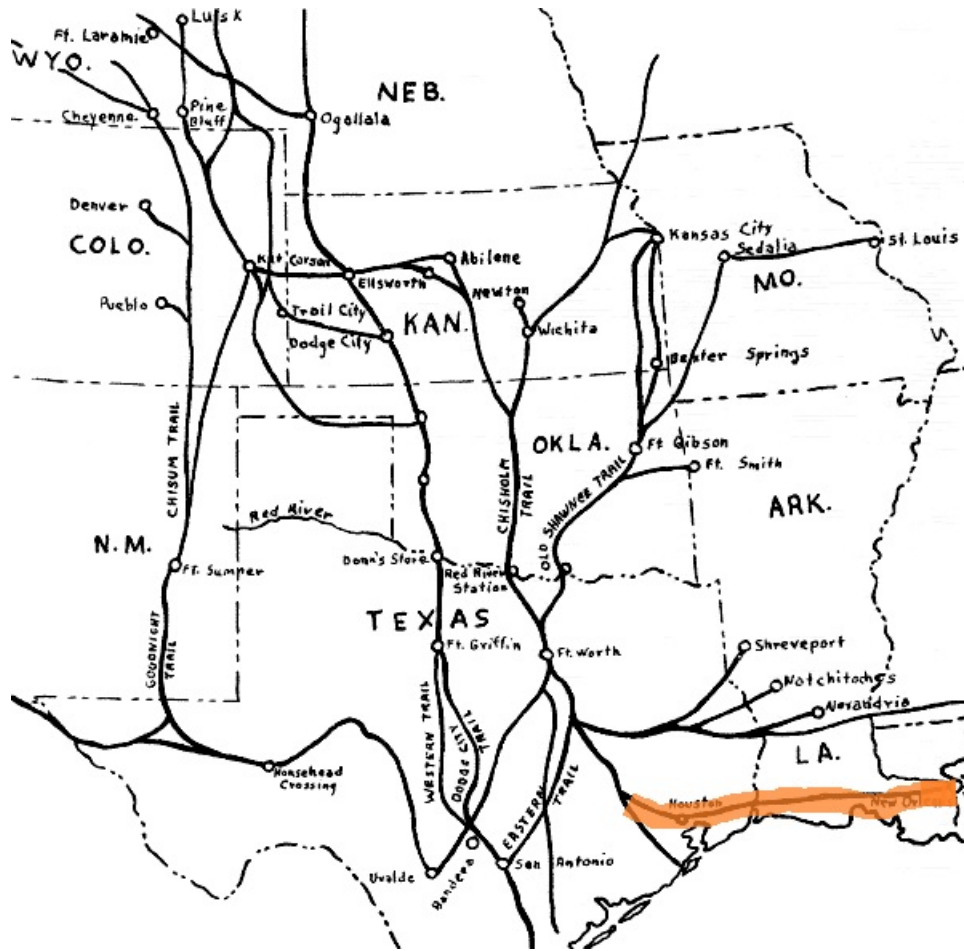 Lusk
Ft. Laramie
WYO.
NEB.
Cheyenne.
Pine
Bluff
Ogallala
Denver
COLO.
Kansas City
Sedalia
St. Louis
MO.
Kit Carson
Abilene
Ellsworth
Newton
Pueblo
Trail City
KAN.
Wichita
Dodge City
Baxter Springs
CHISUM TRAIL
OKLA.
Ft Gibson
Ft. Smith
CHISHOLM
TRAIL
OLD SHAWNEE TRAIL
ARK.
Red River
N.M.
Ft. Sumner
Doan's Store
Red River
Station
TEXAS
GOODNIGHT
TRAIL
Ft. Griffin
Ft. Worth
Shreveport
Natchitoches
Alexandria
WESTERN TRAIL
DODGE CITY
TRAIL
LA.
Horsehead
Crossing
EASTERN
TRAIL
Houston
New Orleans
Uvalde
Bandera
San Antonio